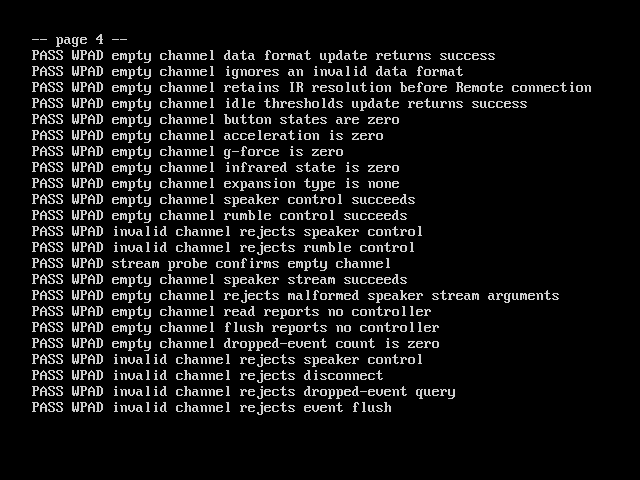 -- page 4 --
PASS WPAD empty channel data format update returns success
PASS WPAD empty channel ignores an invalid data format
PASS WPAD empty channel retains IR resolution before Remote connection
PASS WPAD empty channel idle thresholds update returns success
PASS WPAD empty channel button states are zero
PASS WPAD empty channel acceleration is zero
PASS WPAD empty channel g-force is zero
PASS WPAD empty channel infrared state is zero
PASS WPAD empty channel expansion type is none
PASS WPAD empty channel speaker control succeeds
PASS WPAD empty channel rumble control succeeds
PASS WPAD invalid channel rejects speaker control
PASS WPAD invalid channel rejects rumble control
PASS WPAD stream probe confirms empty channel
PASS WPAD empty channel speaker stream succeeds
PASS WPAD empty channel rejects malformed speaker stream arguments
PASS WPAD empty channel read reports no controller
PASS WPAD empty channel flush reports no controller
PASS WPAD empty channel dropped-event count is zero
PASS WPAD invalid channel rejects speaker control
PASS WPAD invalid channel rejects disconnect
PASS WPAD invalid channel rejects dropped-event query
PASS WPAD invalid channel rejects event flush